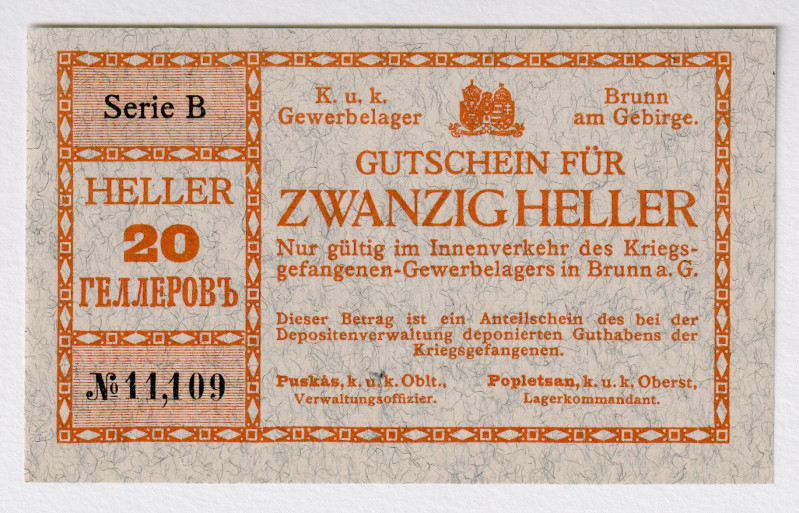 Serie B
HELLER
20
ГЕЛЛЕРОВЪ
№ 11,109
K. u. k.
Gewerbelager
Brunn
am Gebirge.
GUTSCHEIN FÜR
ZWANZIG HELLER
Nur gültig im Innenverkehr des Kriegs-
gefangenen-Gewerbelagers in Brunn a. G.
Dieser Betrag ist ein Anteilschein des bei der
Depositenverwaltung deponierten Guthabens der
Kriegsgefangenen.
Puskás, k. u. k. Oblt.,
Verwaltungsoffizier.
Popletsan, k. u. k. Oberst,
Lagerkommandant.